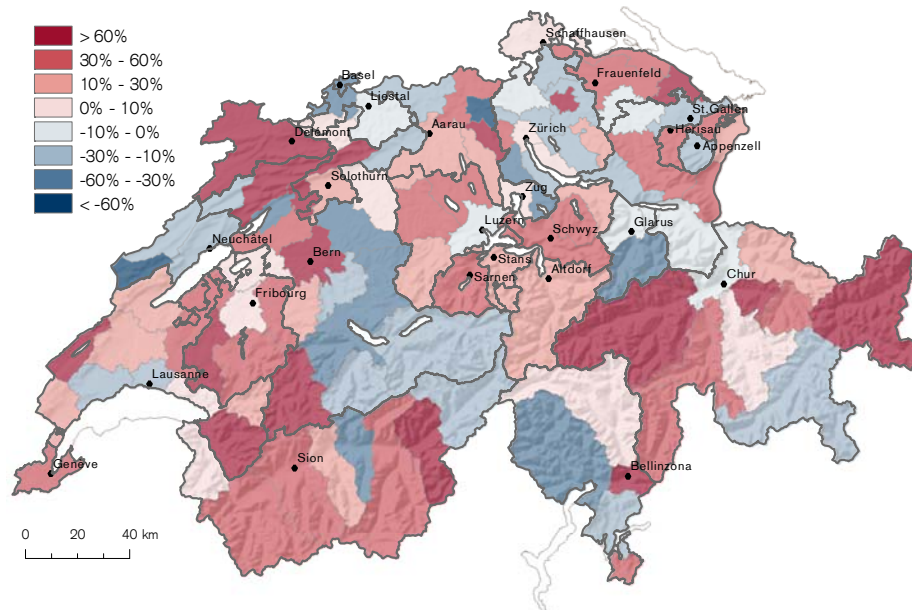 > 60%
30% - 60%
10% - 30%
0% - 10%
-10% - 0%
-30% - -10%
-60% - -30%
< -60%
Schaffhausen
Basel
Frauenfeld
Liestal
St.Gallen
Delémont
Aarau
Zürich
Herisau
Appenzell
Solothurn
Zug
Neuchâtel
Luzern
Schwyz
Glarus
Bern
Stans
Sarnen
Altdorf
Chur
Fribourg
Lausanne
Sion
Genève
Bellinzona
0 20 40 km